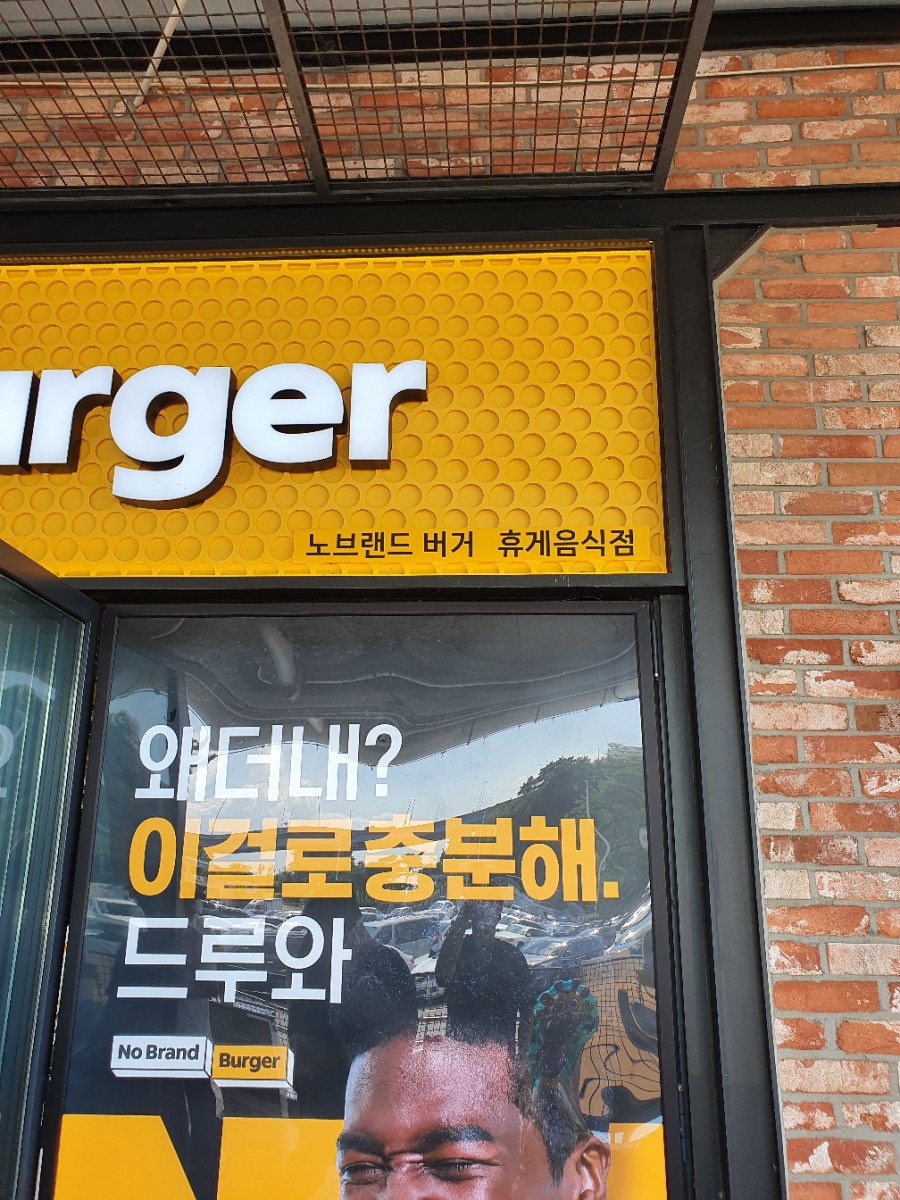 urger
노브랜드 버거 휴게음식점
왜 더 내?
이걸로 충분해.
드루와
No Brand Burger